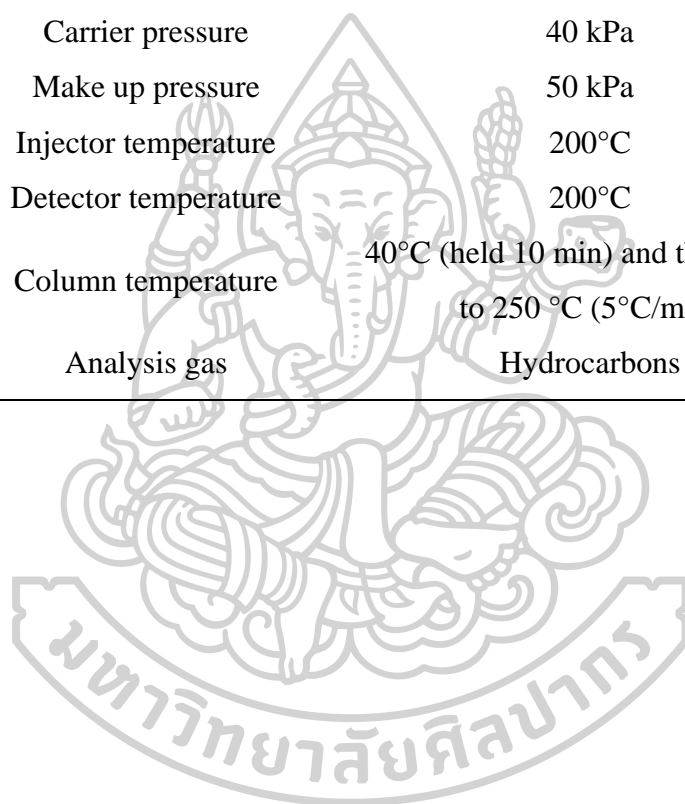 Carrier pressure 40 kPa
Make up pressure 50 kPa
Injector temperature 200°C
Detector temperature 200°C
Column temperature 40°C (held 10 min) and
to 250 °C (5°C/
Analysis gas Hydrocarbons
มหาวิทยาลัยศิลปากร